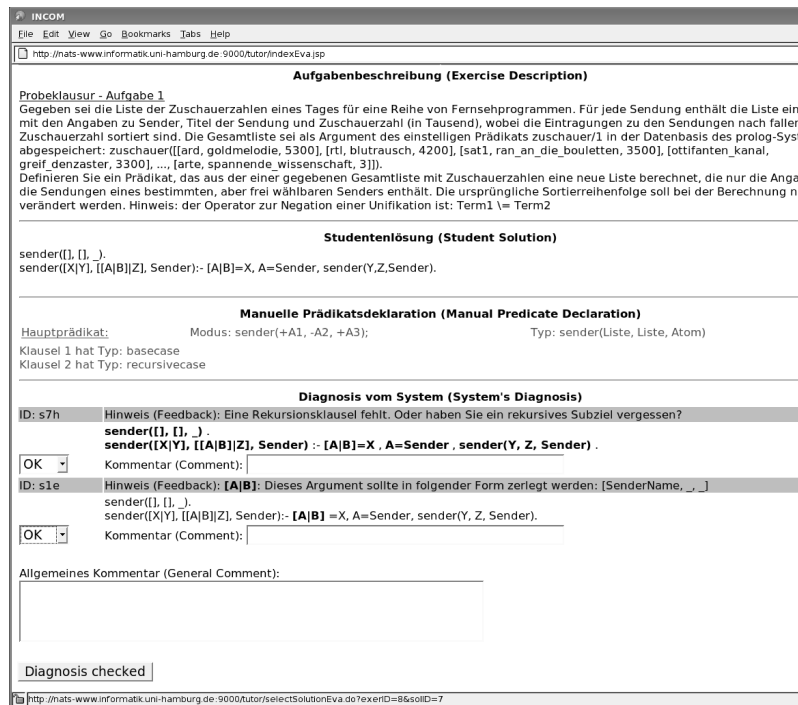 INCOM
File Edit View Go Bookmarks Tabs Help
http://nats-www.informatik.uni-hamburg.de:9000/tutor/indexEva.jsp
Aufgabenbeschreibung (Exercise Description)
Probeklausur - Aufgabe 1
Gegeben sei die Liste der Zuschauerzahlen eines Tages für eine Reihe von Fernsehprogrammen. Für jede Sendung enthält die Liste ein
mit den Angaben zu Sender, Titel der Sendung und Zuschauerzahl (in Tausend), wobei die Eintragungen zu den Sendungen nach faller
Zuschauerzahl sortiert sind. Die Gesamtliste sei als Argument des einstelligen Prädikats zuschauer/1 in der Datenbasis des prolog-Sys
abgespeichert: zuschauer([[ard, goldmelodie, 5300], [rtl, blutrausch, 4200], [sat1, ran_an_die_bouletten, 3500], [ottifanten_kanal,
greif_denzaster, 3300], ..., [arte, spannende_wissenschaft, 3]]).
Definieren Sie ein Prädikat, das aus der einer gegebenen Gesamtliste mit Zuschauerzahlen eine neue Liste berechnet, die nur die Anga
die Sendungen eines bestimmten, aber frei wählbaren Senders enthält. Die ursprüngliche Sortierreihenfolge soll bei der Berechnung n
verändert werden. Hinweis: der Operator zur Negation einer Unifikation ist: Term1 \= Term2
Studentenlösung (Student Solution)
sender([], [], _).
sender([X|Y], [[A|B]|Z], Sender):- [A|B]=X, A=Sender, sender(Y,Z,Sender).
Manuelle Prädikatsdeklaration (Manual Predicate Declaration)
Hauptprädikat: Modus: sender(+A1, -A2, +A3); Typ: sender(Liste, Liste, Atom)
Klausel 1 hat Typ: basecase
Klausel 2 hat Typ: recursivecase
Diagnosis vom System (System's Diagnosis)
ID: s7h Hinweis (Feedback): Eine Rekursionsklausel fehlt. Oder haben Sie ein rekursives Subziel vergessen?
sender([], [], _) .
sender([X|Y], [[A|B]|Z], Sender) :- [A|B]=X , A=Sender , sender(Y, Z, Sender) .
OK Kommentar (Comment):
ID: s1e Hinweis (Feedback): [A|B]: Dieses Argument sollte in folgender Form zerlegt werden: [SenderName, _, _]
sender([], [], _).
sender([X|Y], [[A|B]|Z], Sender):- [A|B] =X, A=Sender, sender(Y, Z, Sender).
OK Kommentar (Comment):
Allgemeines Kommentar (General Comment):
Diagnosis checked
http://nats-www.informatik.uni-hamburg.de:9000/tutor/selectSolutionEva.do?exerID=8&solID=7